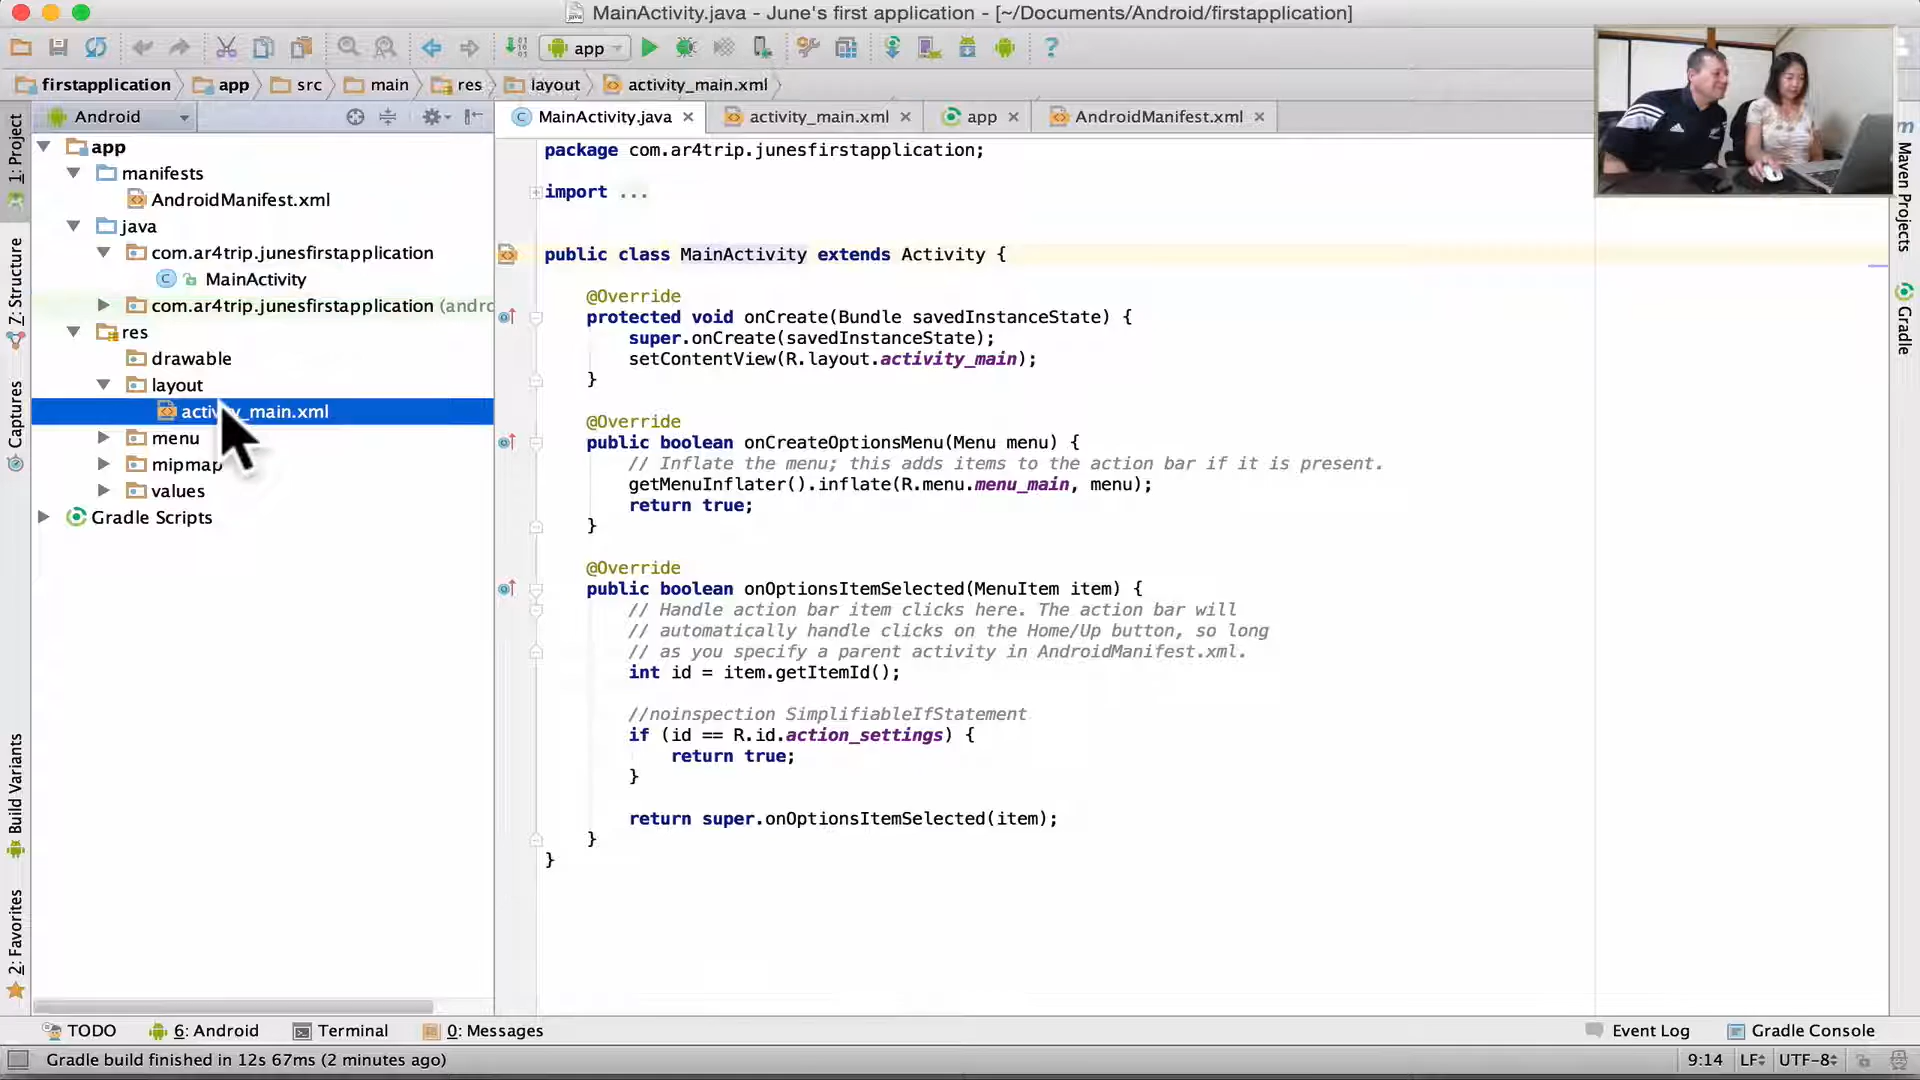 MainActivity.java - June's first application - [~/Documents/Android/firstapplication]
app
?
firstapplication app src main res layout activity_main.xml
1: Project
Z: Structure
Captures
Build Variants
2: Favorites
Android
app
manifests
AndroidManifest.xml
java
com.ar4trip.junesfirstapplication
MainActivity
com.ar4trip.junesfirstapplication (andro
res
drawable
layout
activity_main.xml
menu
mipmap
values
Gradle Scripts
MainActivity.java activity_main.xml app AndroidManifest.xml
package com.ar4trip.junesfirstapplication;
import ...
public class MainActivity extends Activity {
@Override
protected void onCreate(Bundle savedInstanceState) {
super.onCreate(savedInstanceState);
setContentView(R.layout.activity_main);
}
@Override
public boolean onCreateOptionsMenu(Menu menu) {
// Inflate the menu; this adds items to the action bar if it is present.
getMenuInflater().inflate(R.menu.menu_main, menu);
return true;
}
@Override
public boolean onOptionsItemSelected(MenuItem item) {
// Handle action bar item clicks here. The action bar will
// automatically handle clicks on the Home/Up button, so long
// as you specify a parent activity in AndroidManifest.xml.
int id = item.getItemId();
//noinspection SimplifiableIfStatement
if (id == R.id.action_settings) {
return true;
}
return super.onOptionsItemSelected(item);
}
}
Maven Projects
Gradle
TODO 6: Android Terminal 0: Messages Event Log Gradle Console
Gradle build finished in 12s 67ms (2 minutes ago) 9:14 LF UTF-8